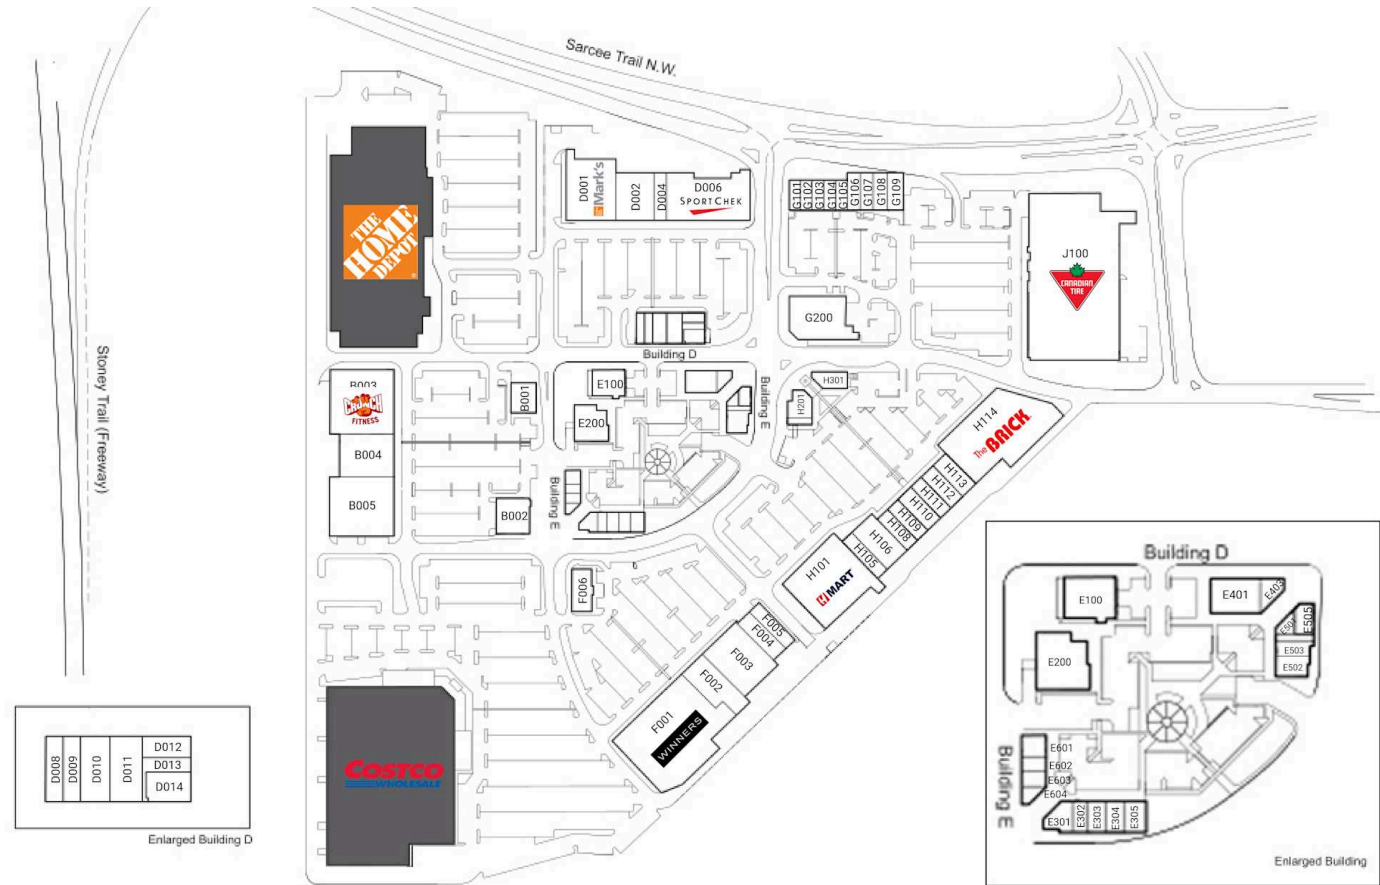 Sarcee Trail N.W.
Stoney Trail (Freeway)
THE
HOME
DEPOT
D001
Mark's
D002
D004
D006
SPORTCHEK
G101
G102
G103
G104
G105
G106
G107
G108
G109
J100
CANADIAN
TIRE
G200
Building D
B003
CRUNCH
FITNESS
B004
B005
B001
B002
E100
E200
Building E
Building E
H301
H201
H114
The BRICK
H113
H112
H111
H110
H109
H108
H106
H105
H101
H MART
F006
F005
F004
F003
F002
F001
WINNERS
COSTCO
WHOLESALE
D008
D009
D010
D011
D012
D013
D014
Enlarged Building D
Building D
E100
E401
E403
E501
E505
E503
E502
E200
Building E
E601
E602
E603
E604
E301
E302
E303
E304
E305
Enlarged Building